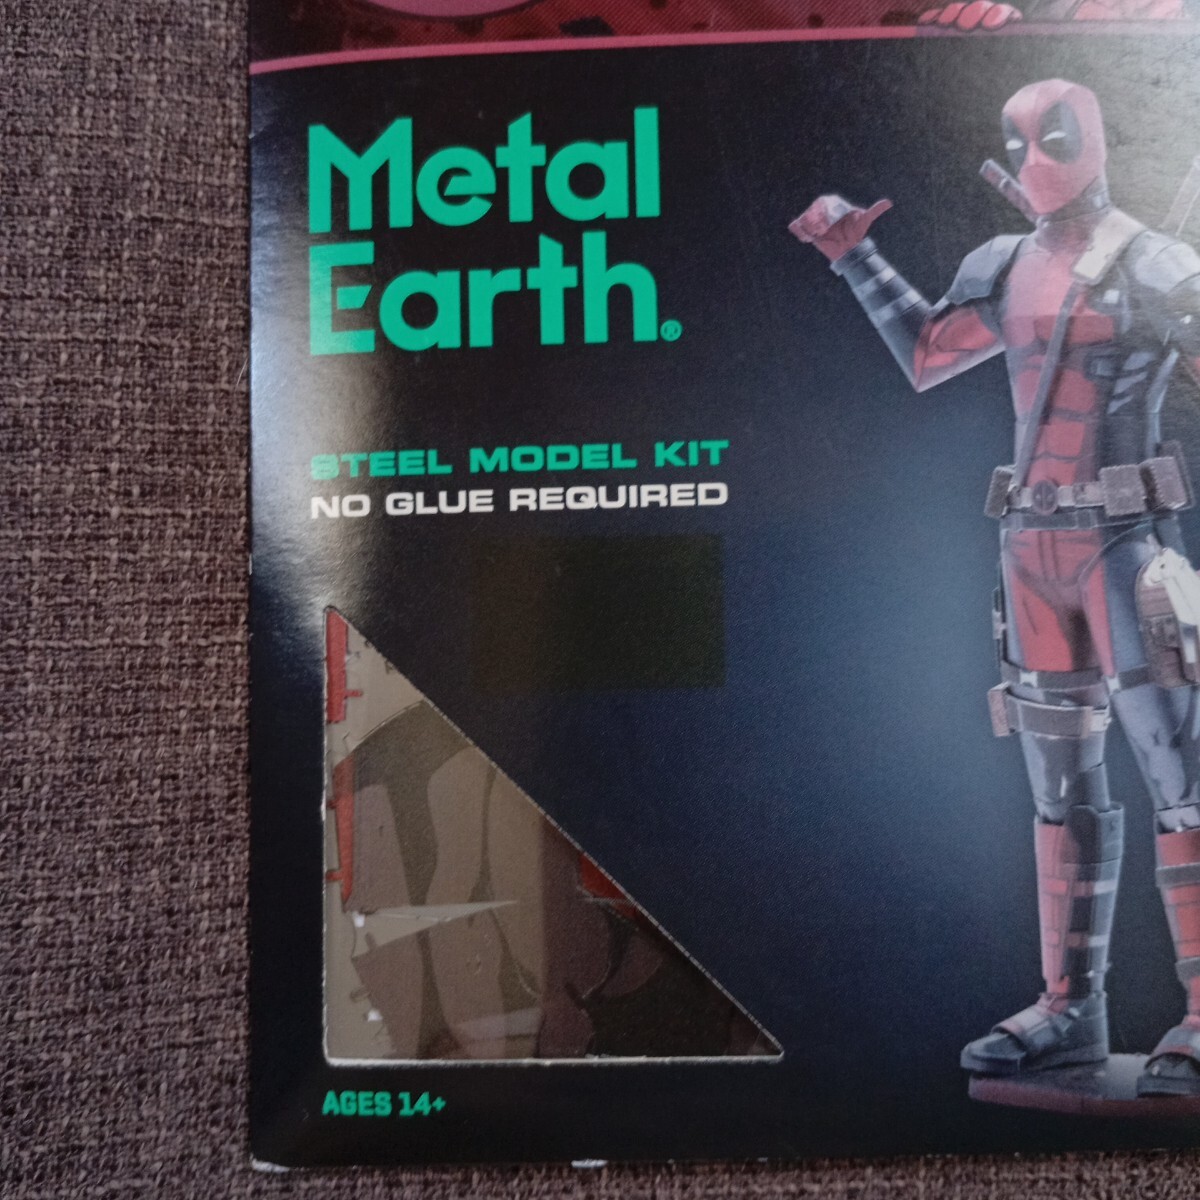 Metal
Earth®
STEEL MODEL KIT
NO GLUE REQUIRED
AGES 14+